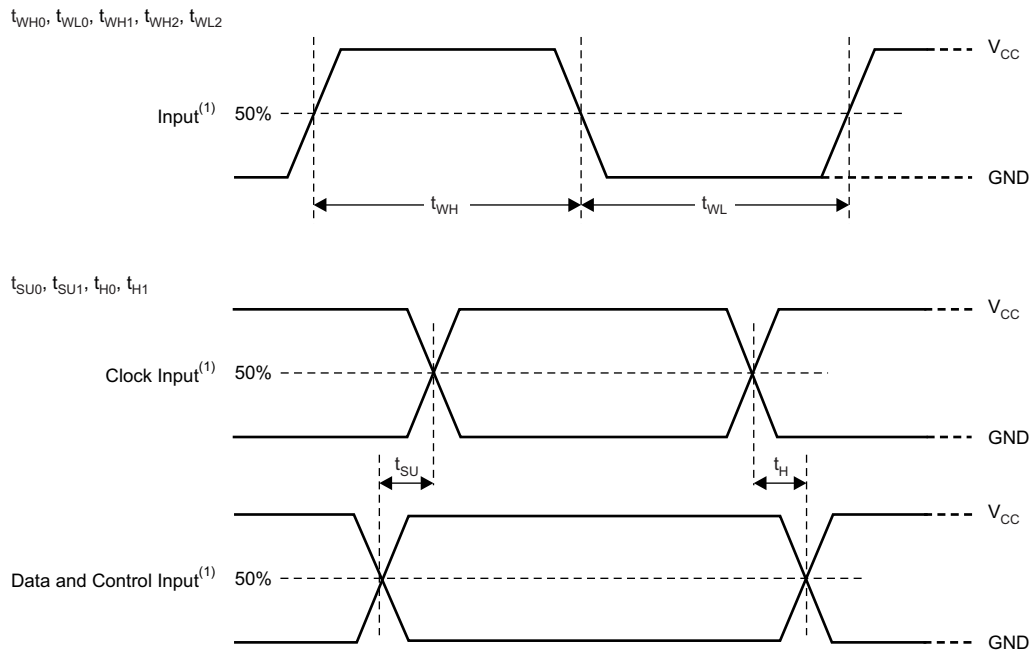 tWH0, tWL0, tWH1, tWH2, tWL2
VCC
Input(1) 50%
GND
tWH tWL
tSU0, tSU1, tH0, tH1
VCC
Clock Input(1) 50%
GND
tSU tH
VCC
Data and Control Input(1) 50%
GND